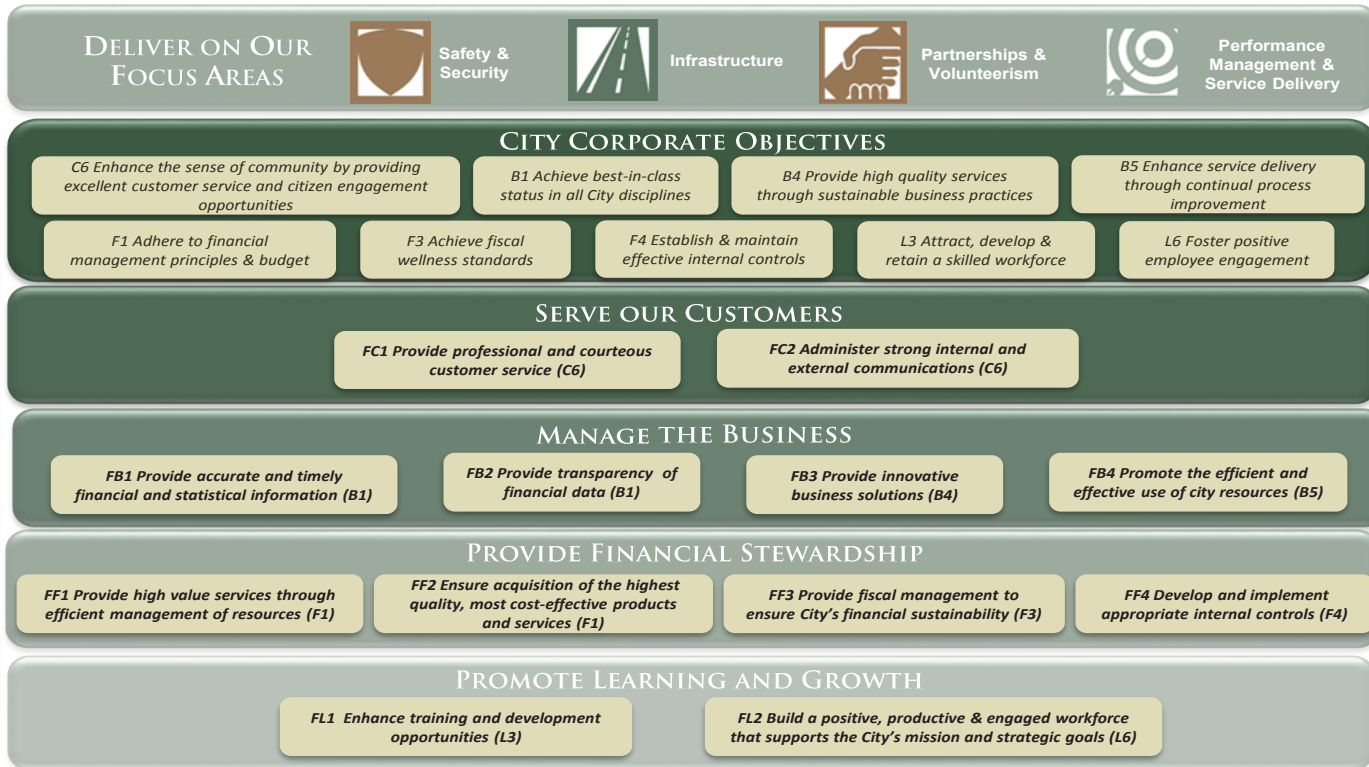 DELIVER ON OUR
FOCUS AREAS
Safety &
Security
Infrastructure
Partnerships &
Volunteerism
Performance
Management &
Service Delivery
CITY CORPORATE OBJECTIVES
C6 Enhance the sense of community by providing
excellent customer service and citizen engagement
opportunities
B1 Achieve best-in-class
status in all City disciplines
B4 Provide high quality services
through sustainable business practices
B5 Enhance service delivery
through continual process
improvement
F1 Adhere to financial
management principles & budget
F3 Achieve fiscal
wellness standards
F4 Establish & maintain
effective internal controls
L3 Attract, develop &
retain a skilled workforce
L6 Foster positive
employee engagement
SERVE OUR CUSTOMERS
FC1 Provide professional and courteous
customer service (C6)
FC2 Administer strong internal and
external communications (C6)
MANAGE THE BUSINESS
FB1 Provide accurate and timely
financial and statistical information (B1)
FB2 Provide transparency of
financial data (B1)
FB3 Provide innovative
business solutions (B4)
FB4 Promote the efficient and
effective use of city resources (B5)
PROVIDE FINANCIAL STEWARDSHIP
FF1 Provide high value services through
efficient management of resources (F1)
FF2 Ensure acquisition of the highest
quality, most cost-effective products
and services (F1)
FF3 Provide fiscal management to
ensure City's financial sustainability (F3)
FF4 Develop and implement
appropriate internal controls (F4)
PROMOTE LEARNING AND GROWTH
FL1 Enhance training and development
opportunities (L3)
FL2 Build a positive, productive & engaged workforce
that supports the City's mission and strategic goals (L6)